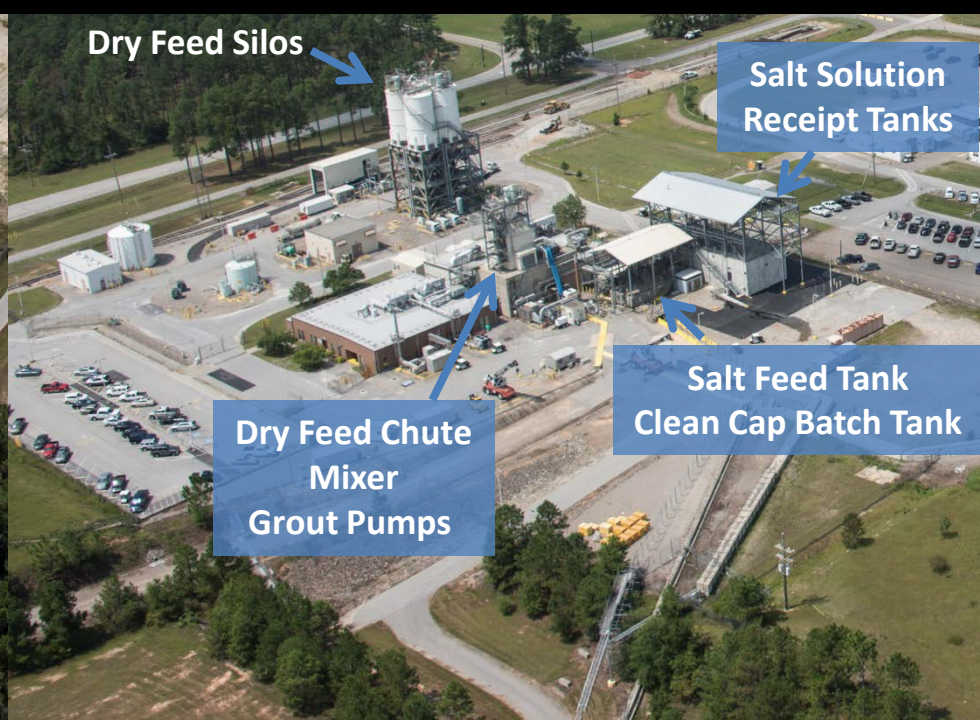 Dry Feed Silos
Salt Solution
Receipt Tanks
Salt Feed Tank
Clean Cap Batch Tank
Dry Feed Chute
Mixer
Grout Pumps